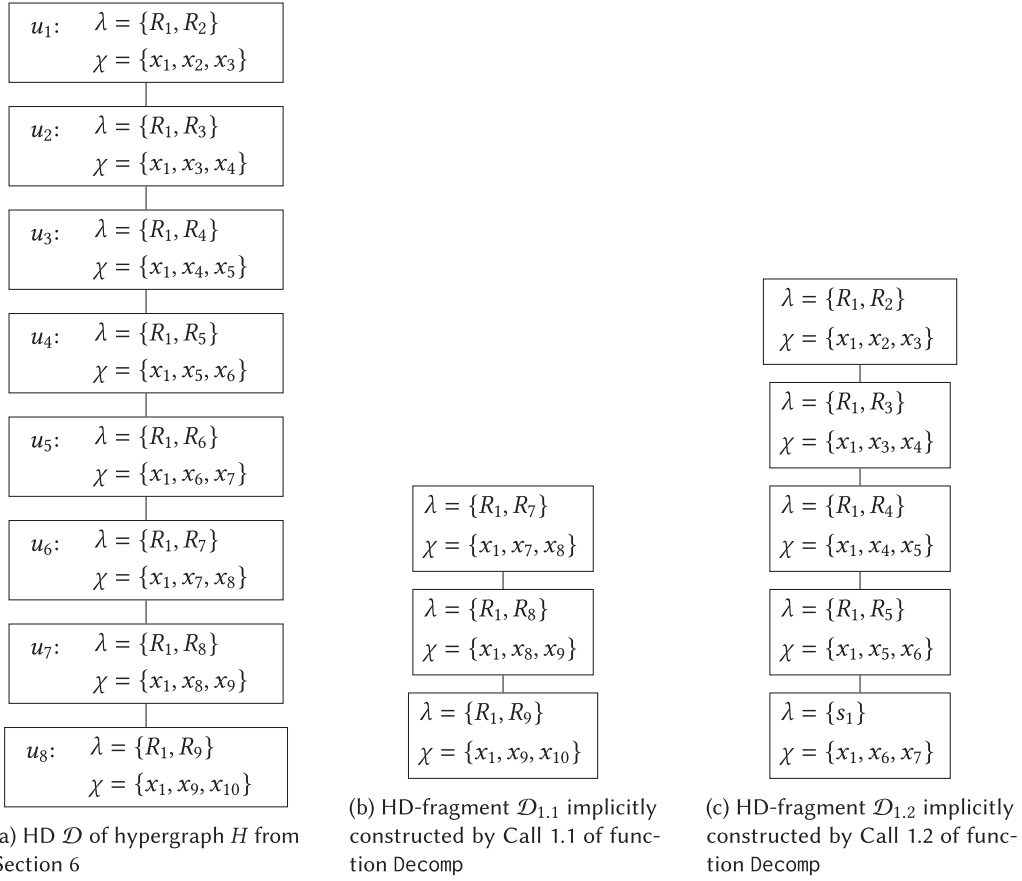 u₁: λ = {R₁, R₂}
χ = {x₁, x₂, x₃}
u₂: λ = {R₁, R₃}
χ = {x₁, x₃, x₄}
u₃: λ = {R₁, R₄}
χ = {x₁, x₄, x₅}
u₄: λ = {R₁, R₅}
χ = {x₁, x₅, x₆}
u₅: λ = {R₁, R₆}
χ = {x₁, x₆, x₇}
u₆: λ = {R₁, R₇}
χ = {x₁, x₇, x₈}
u₇: λ = {R₁, R₈}
χ = {x₁, x₈, x₉}
u₈: λ = {R₁, R₉}
χ = {x₁, x₉, x₁₀}
a) HD 𝒟 of hypergraph H from
Section 6
λ = {R₁, R₇}
χ = {x₁, x₇, x₈}
λ = {R₁, R₈}
χ = {x₁, x₈, x₉}
λ = {R₁, R₉}
χ = {x₁, x₉, x₁₀}
(b) HD-fragment 𝒟₁.₁ implicitly
constructed by Call 1.1 of func-
tion Decomp
λ = {R₁, R₂}
χ = {x₁, x₂, x₃}
λ = {R₁, R₃}
χ = {x₁, x₃, x₄}
λ = {R₁, R₄}
χ = {x₁, x₄, x₅}
λ = {R₁, R₅}
χ = {x₁, x₅, x₆}
λ = {s₁}
χ = {x₁, x₆, x₇}
(c) HD-fragment 𝒟₁.₂ implicitly
constructed by Call 1.2 of func-
tion Decomp